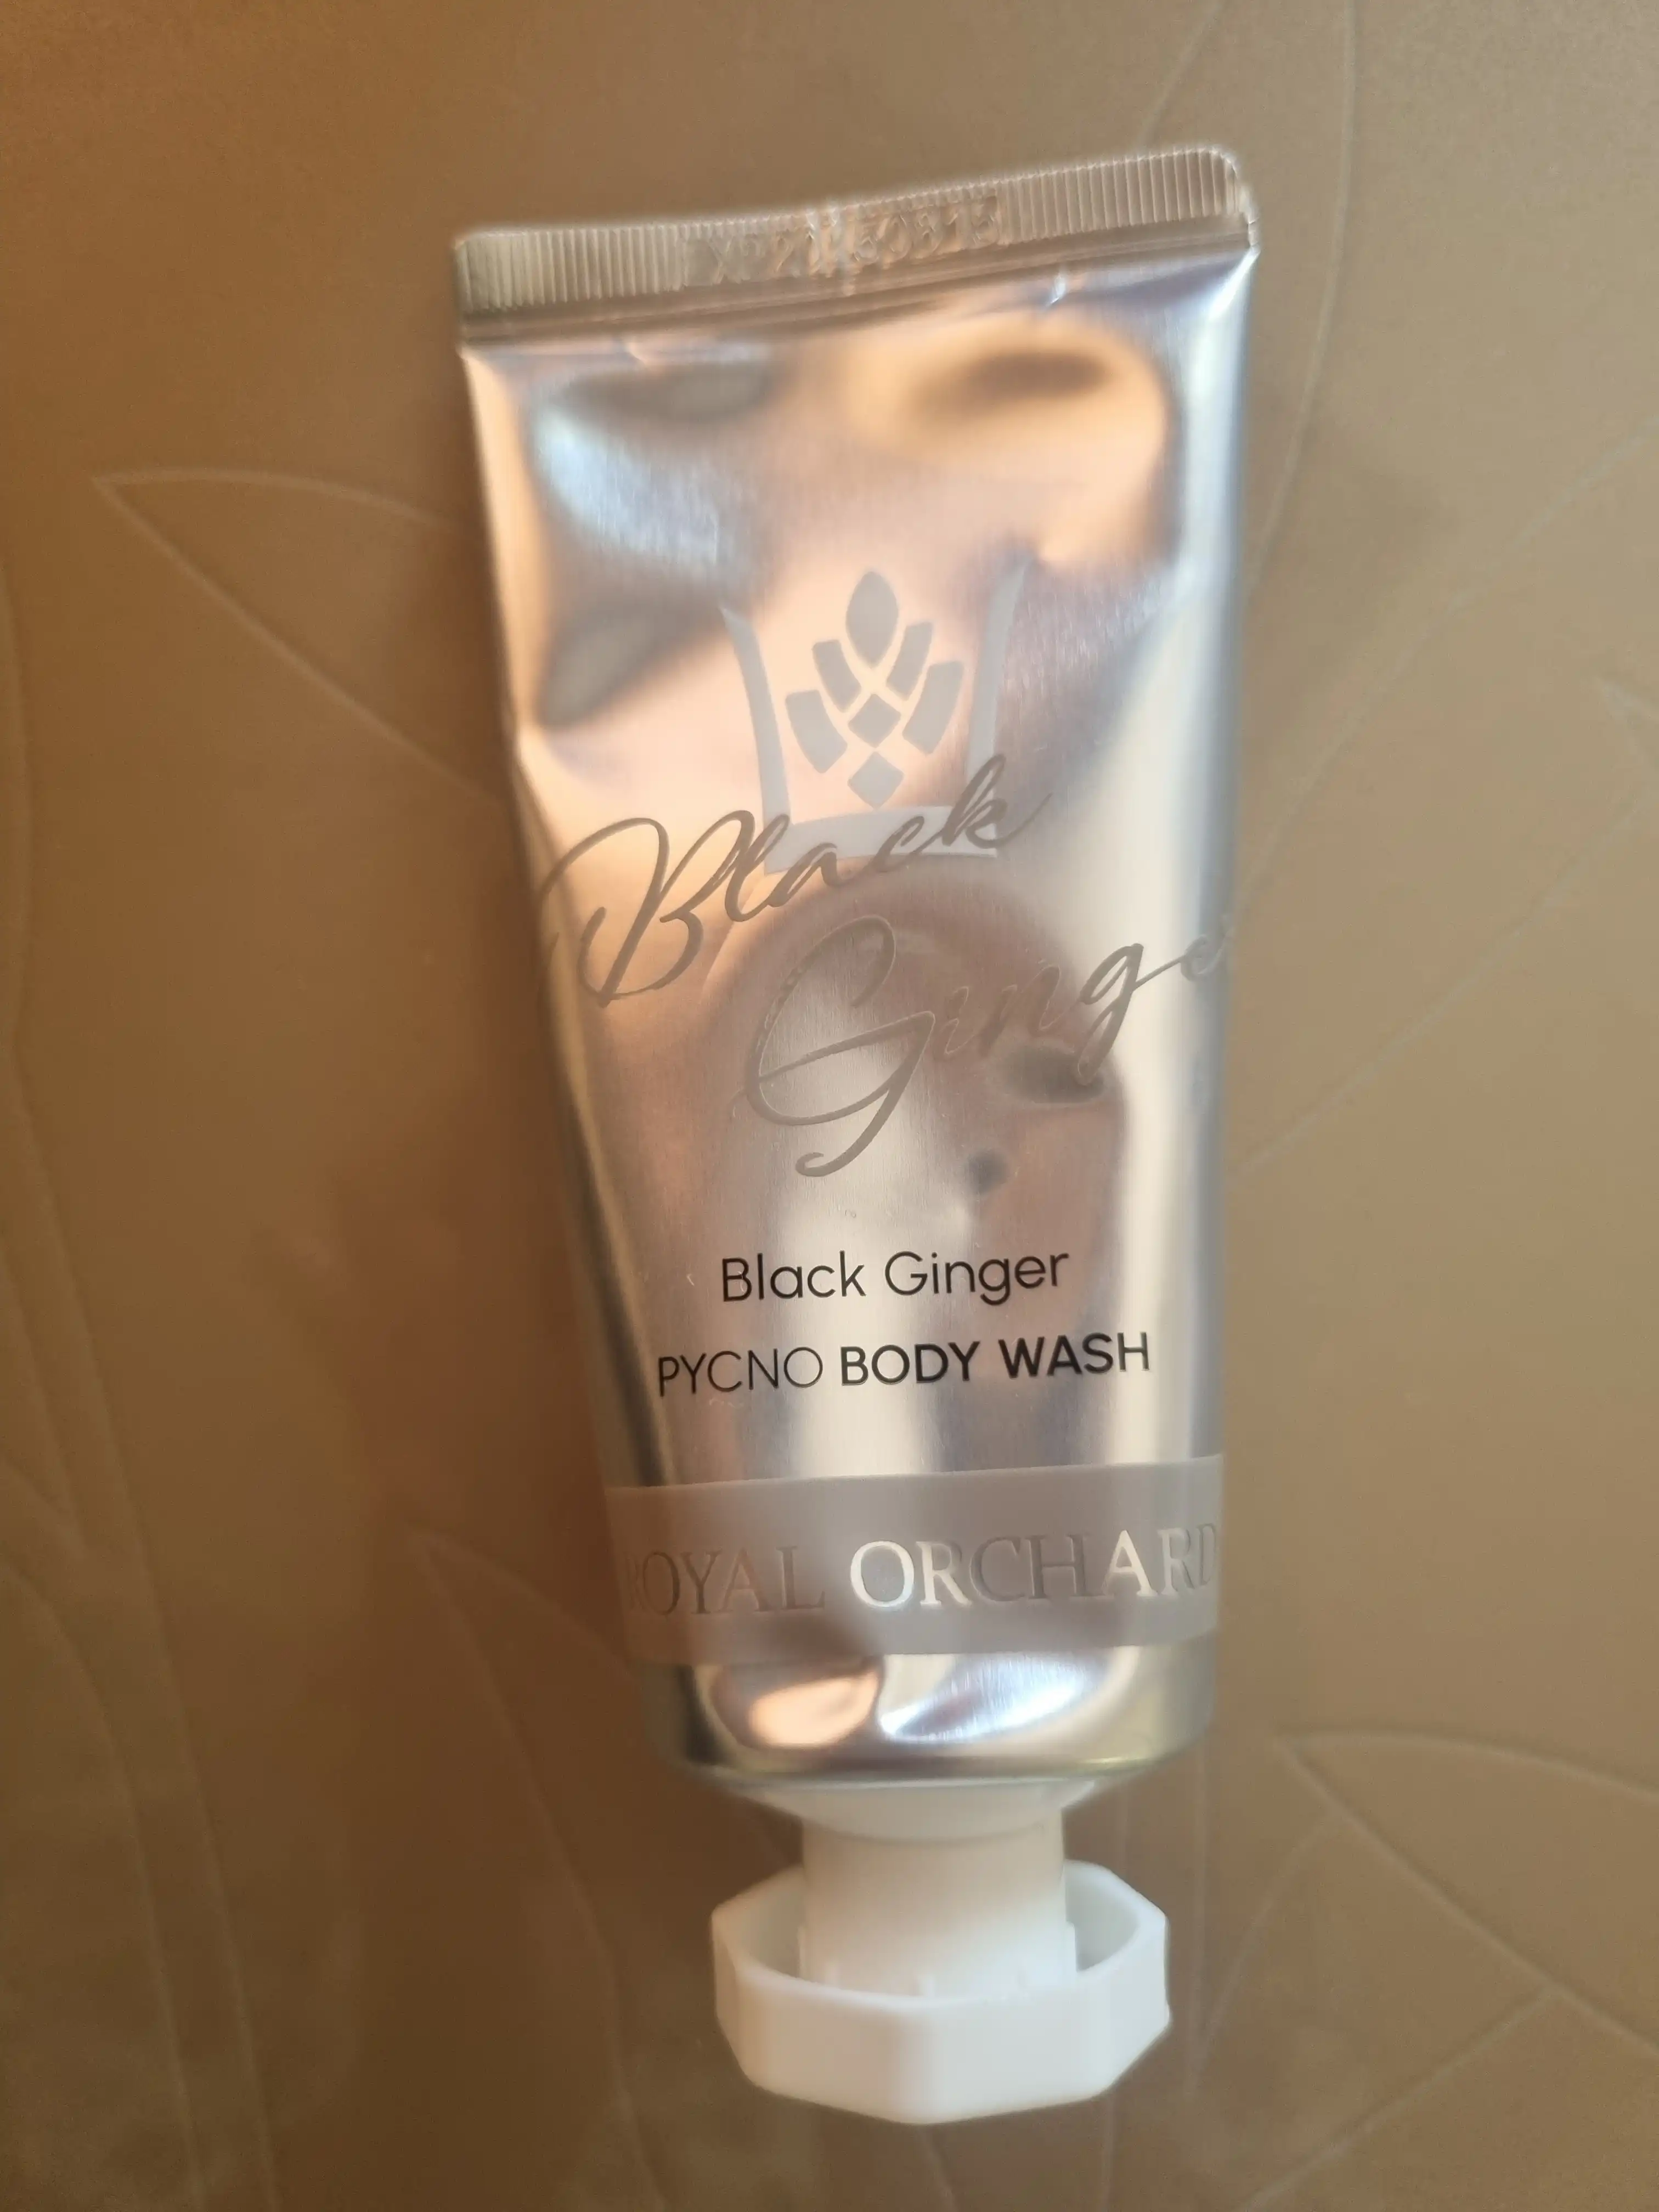 Black
Ginger
Black Ginger
PYCNO BODY WASH
ROYAL ORCHARD